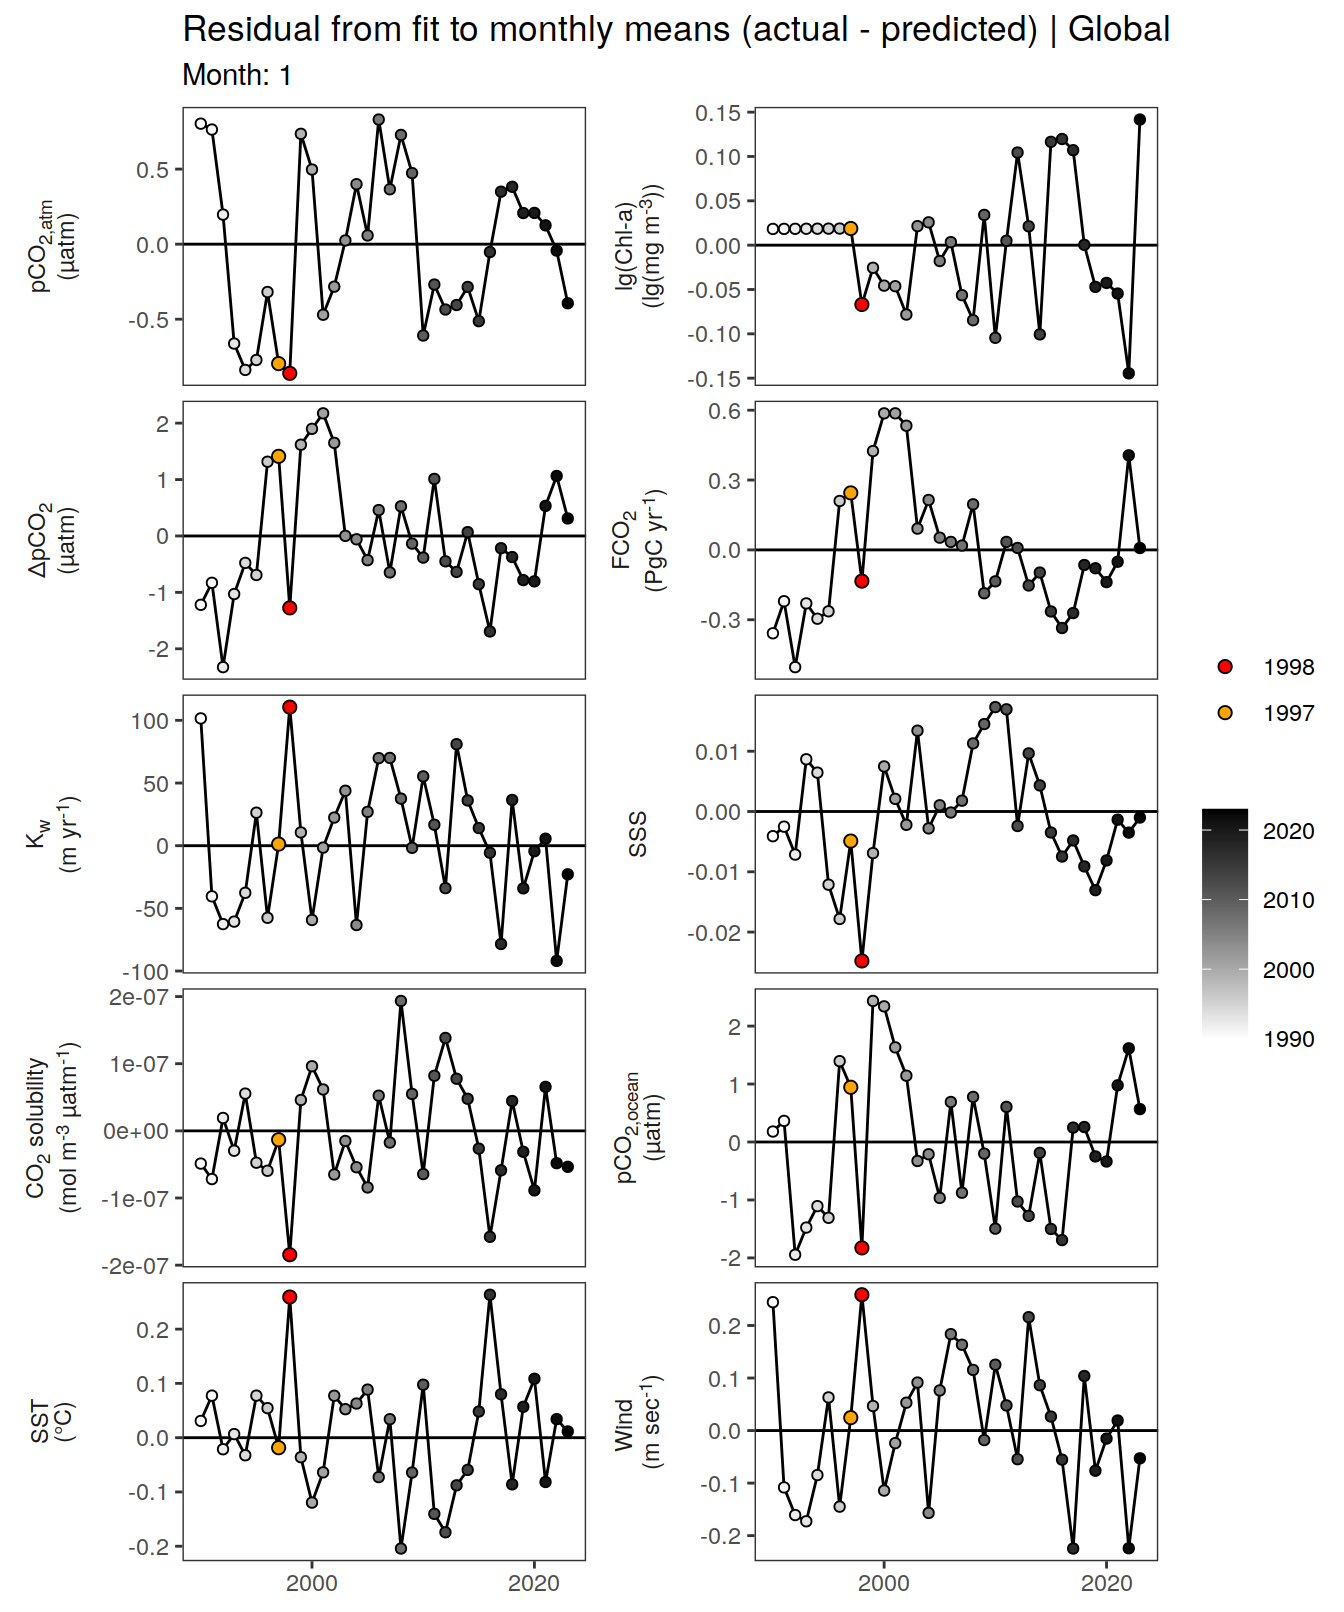 Residual from fit to monthly means (actual - predicted) | Global
Month: 1
pCO2,atm
(µatm)
0.5
0.0
-0.5
lg(Chl-a)
(lg(mg m-3))
0.15
0.10
0.05
0.00
-0.05
-0.10
-0.15
ΔpCO2
(µatm)
2
1
0
-1
-2
FCO2
(PgC yr-1)
0.6
0.3
0.0
-0.3
Kw
(m yr-1)
100
50
0
-50
-100
SSS
0.01
0.00
-0.01
-0.02
CO2 solubility
(mol m-3 µatm-1)
2e-07
1e-07
0e+00
-1e-07
-2e-07
pCO2,ocean
(µatm)
2
1
0
-1
-2
SST
(°C)
0.2
0.1
0.0
-0.1
-0.2
2000 2020
Wind
(m sec-1)
0.2
0.1
0.0
-0.1
-0.2
2000 2020
1998
1997
2020
2010
2000
1990